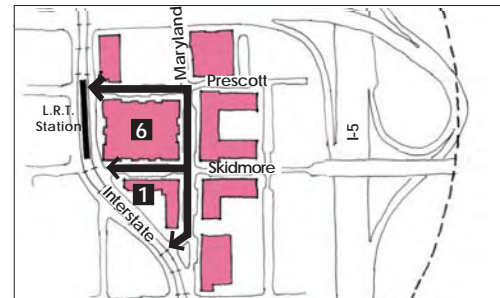 Maryland
Prescott
L.R.T.
Station
6
I-5
Skidmore
1
Interstate